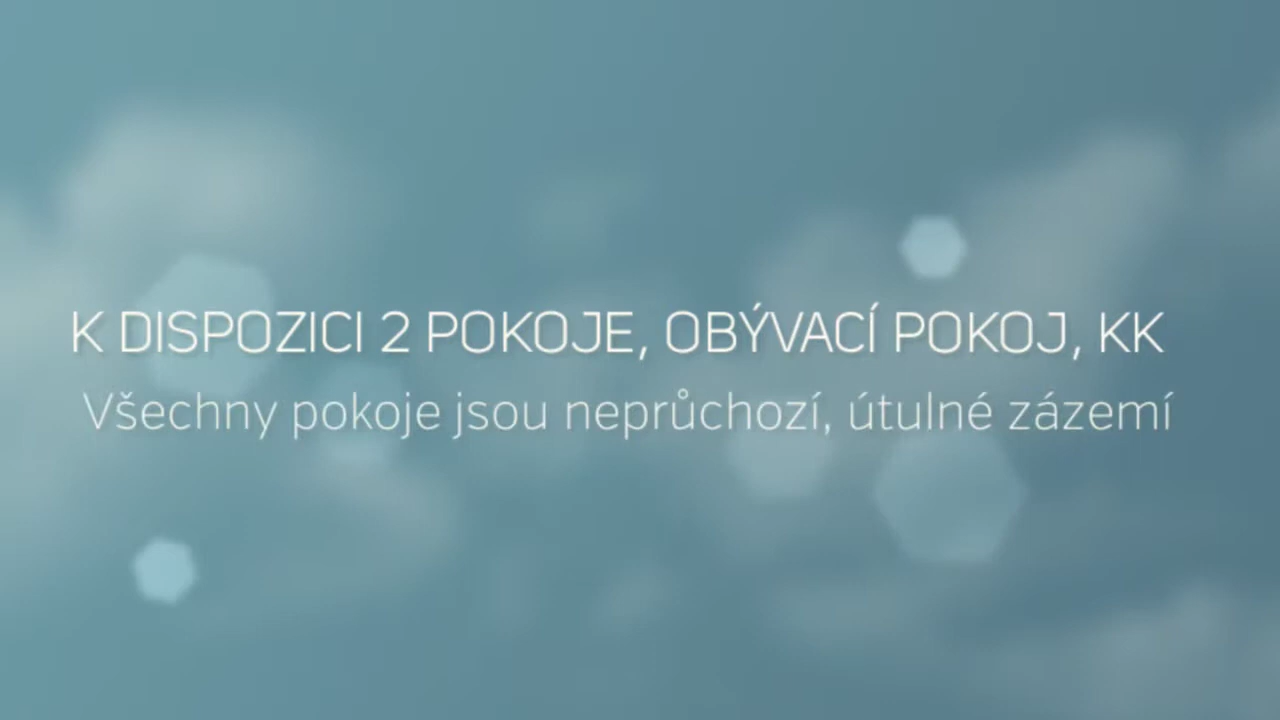 K DISPOZICI 2 POKOJE, OBÝVACÍ POKOJ, KK
Všechny pokoje jsou neprůchozí, útulné zázemí